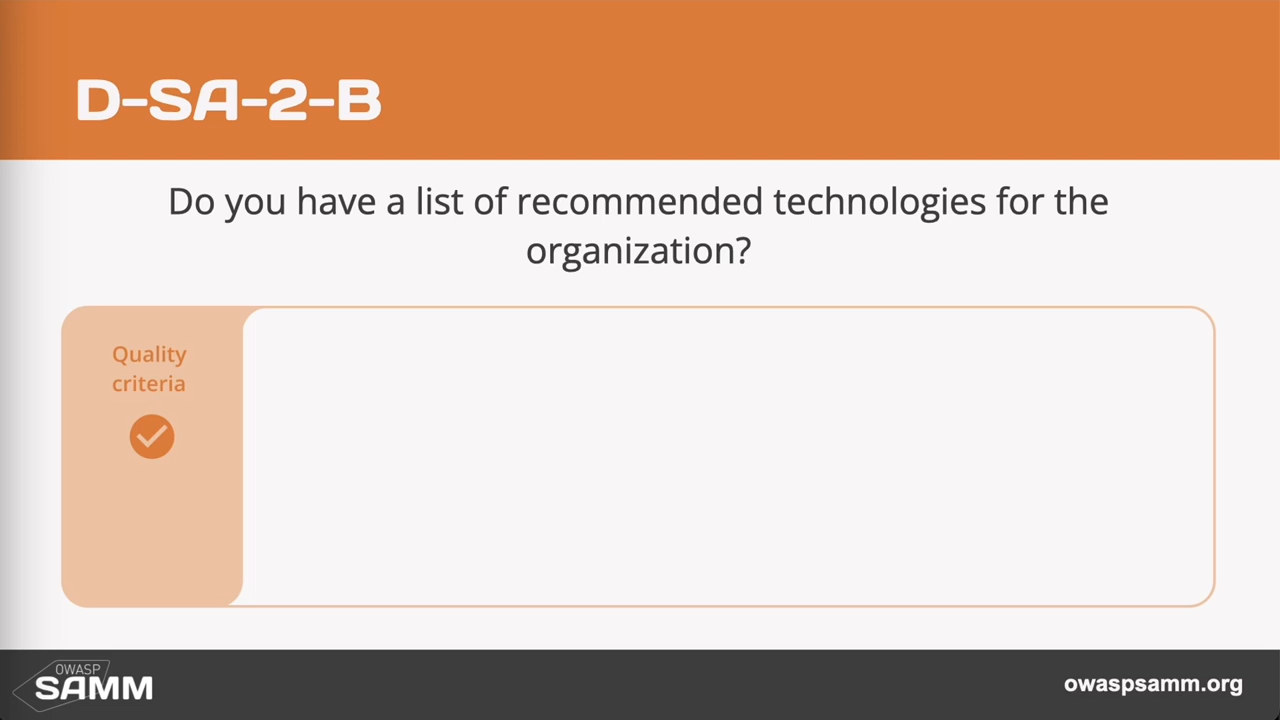 D-SA-2-B
Do you have a list of recommended technologies for the
organization?
Quality
criteria
OWASP
SAMM
owaspsamm.org